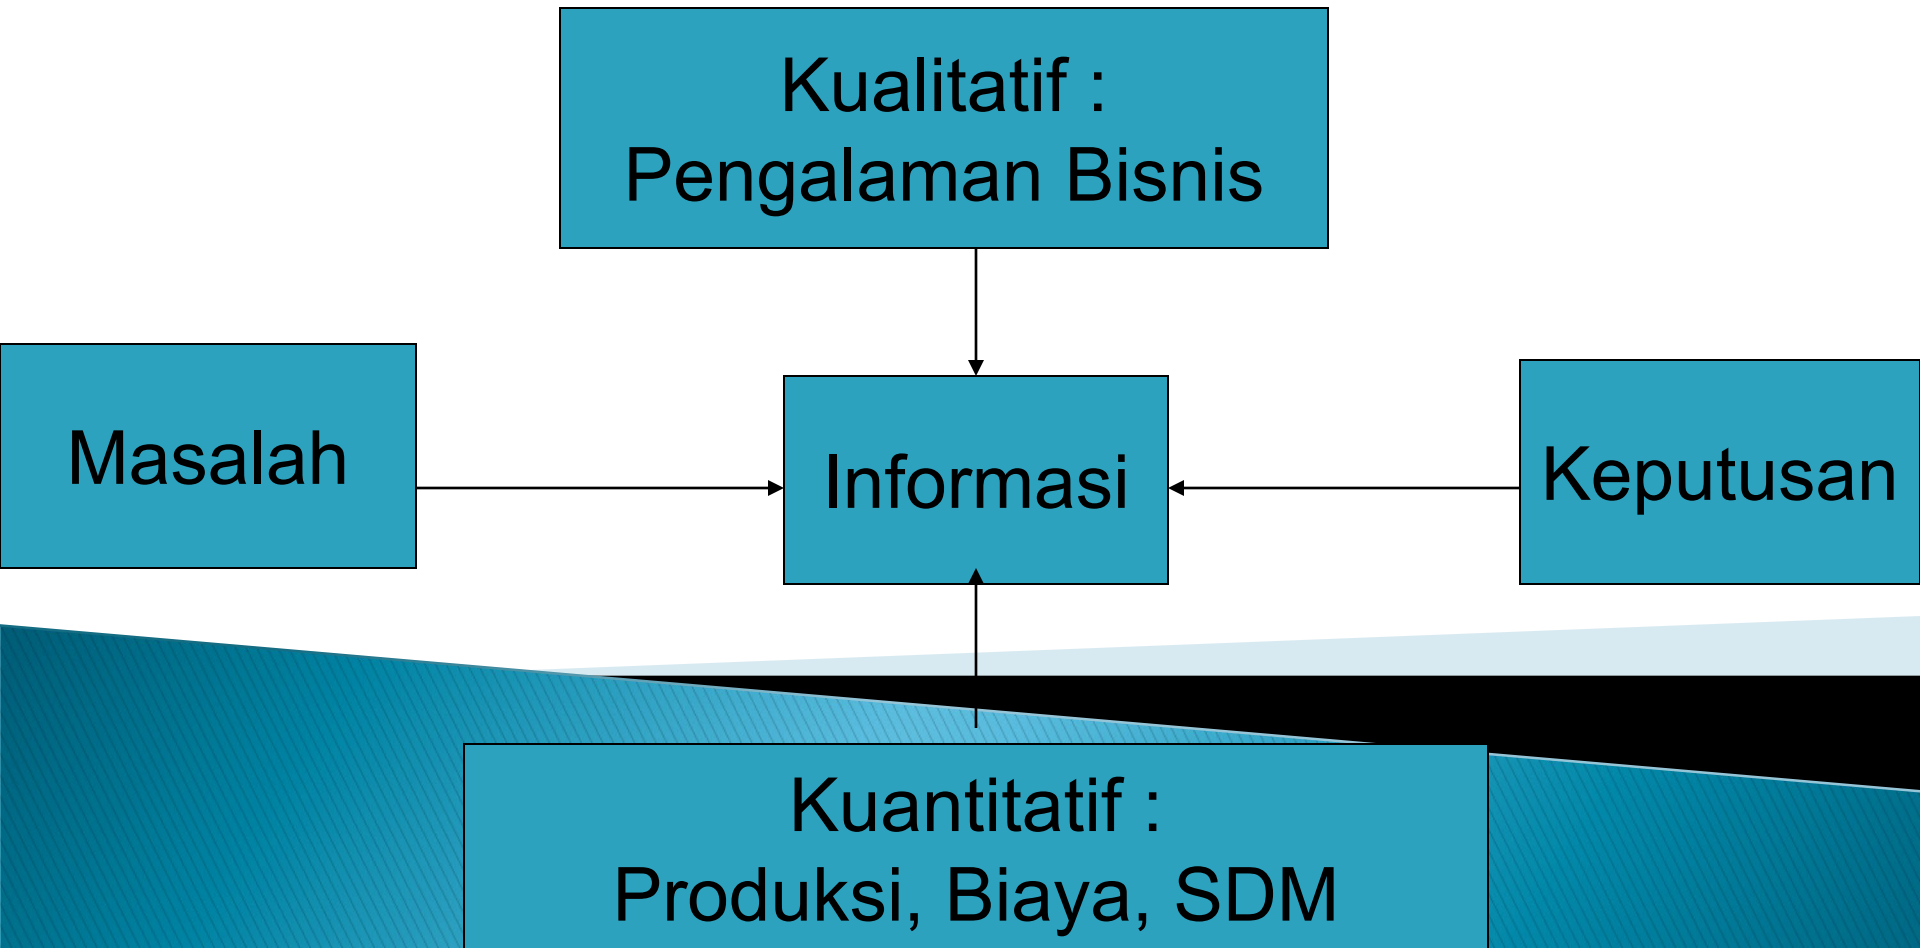 Kualitatif :
Pengalaman Bisnis
Masalah
Informasi
Keputusan
Kuantitatif :
Produksi, Biaya, SDM